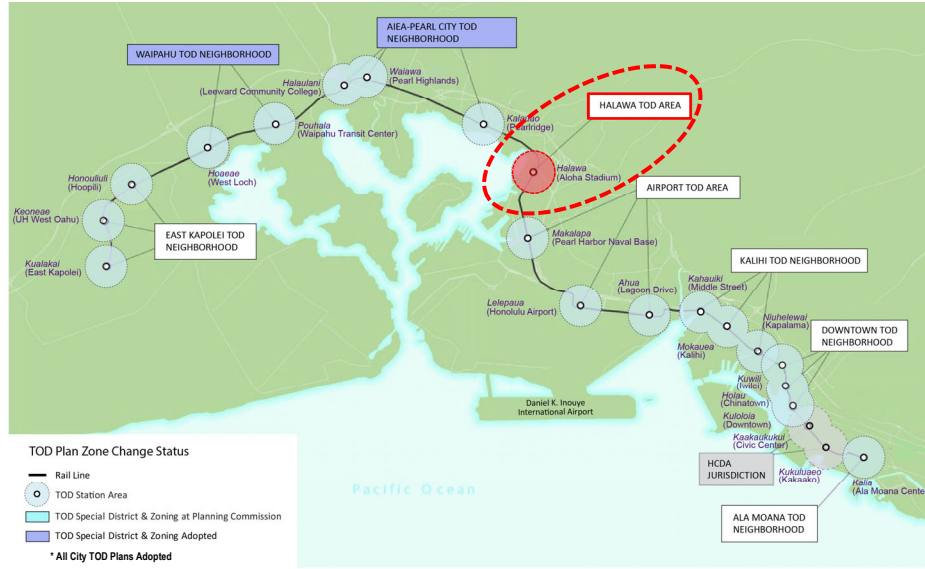 AIEA-PEARL CITY TOD
NEIGHBORHOOD
WAIPAHU TOD NEIGHBORHOOD
Halaulani
(Leeward Community College)
Waiawa
(Pearl Highlands)
HALAWA TOD AREA
Kalauao
(Pearlridge)
Pouhala
(Waipahu Transit Center)
Hoaeae
(West Loch)
Halawa
(Aloha Stadium)
Honouliuli
(Hoopili)
AIRPORT TOD AREA
Keoneae
(UH West Oahu)
EAST KAPOLEI TOD
NEIGHBORHOOD
Makalapa
(Pearl Harbor Naval Base)
Kualakai
(East Kapolei)
KALIHI TOD NEIGHBORHOOD
Kahauiki
(Middle Street)
Ahua
(Lagoon Drive)
Lelepaua
(Honolulu Airport)
Niuhelewai
(Kapalama)
DOWNTOWN TOD
NEIGHBORHOOD
Mokauea
(Kalihi)
Kuwili
(Iwilei)
Holau
(Chinatown)
Daniel K. Inouye
International Airport
Kuloloia
(Downtown)
Kaakaukukui
(Civic Center)
HCDA
JURISDICTION
Kukuluaeo
(Kakaako)
Kalia
(Ala Moana Cente
ALA MOANA TOD
NEIGHBORHOOD
Pacific Ocean
TOD Plan Zone Change Status
Rail Line
TOD Station Area
TOD Special District & Zoning at Planning Commission
TOD Special District & Zoning Adopted
* All City TOD Plans Adopted